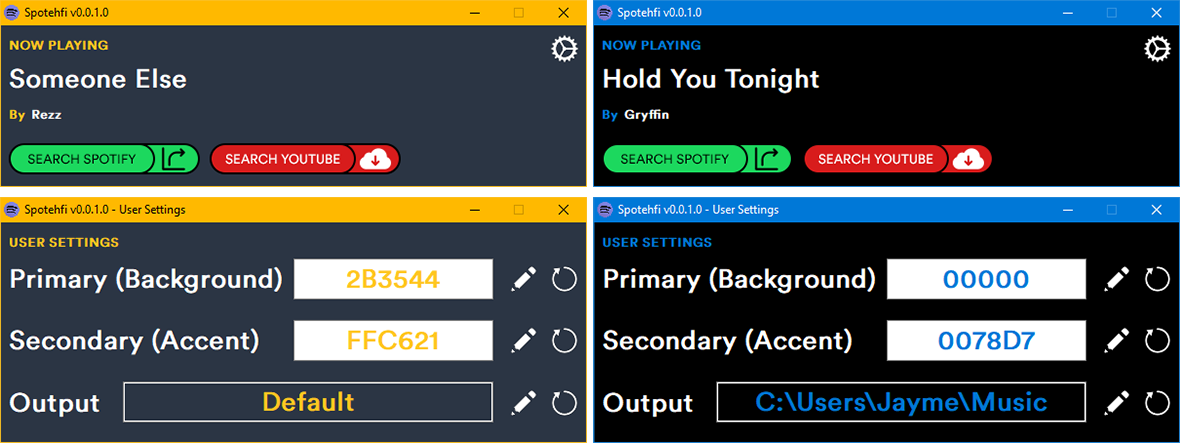 Spotehfi v0.0.1.0
NOW PLAYING
Someone Else
By Rezz
SEARCH SPOTIFY
SEARCH YOUTUBE
Spotehfi v0.0.1.0
NOW PLAYING
Hold You Tonight
By Gryffin
SEARCH SPOTIFY
SEARCH YOUTUBE
Spotehfi v0.0.1.0 - User Settings
USER SETTINGS
Primary (Background) 2B3544
Secondary (Accent) FFC621
Output Default
Spotehfi v0.0.1.0 - User Settings
USER SETTINGS
Primary (Background) 00000
Secondary (Accent) 0078D7
Output C:\Users\Jayme\Music